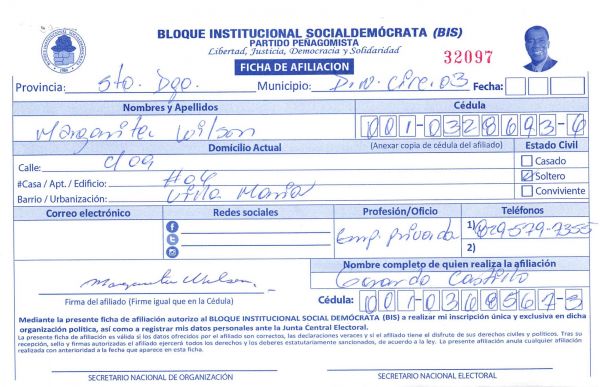 BLOQUE INSTITUCIONAL SOCIALDEMÓCRATA (BIS)
PARTIDO PEÑAGOMISTA
Libertad, Justicia, Democracia y Solidaridad
FICHA DE AFILIACION
32097
Provincia: Sto. Dgo. Municipio: D.N. Circ. 03 Fecha:
Nombres y Apellidos
Cédula
Margarita Wilson
001-0328693-6
Domicilio Actual
(Anexar copia de cédula del afiliado)
Estado Civil
Calle: C/09
Casado
#Casa / Apt. / Edificio: #04
Soltero
Barrio / Urbanización: Villa Maria
Conviviente
Correo electrónico
Redes sociales
Profesión/Oficio
Teléfonos
Emp. privada
1) 829-579-7355
2)
Nombre completo de quien realiza la afiliación
Gerardo Castillo
Firma del afiliado (Firme igual que en la Cédula)
Cédula: 001-0368567-3
Mediante la presente ficha de afiliación autorizo al BLOQUE INSTITUCIONAL SOCIAL DEMÓCRATA (BIS) a realizar mi inscripción única y exclusiva en dicha
organización política, así como a registrar mis datos personales ante la Junta Central Electoral.
La presente ficha de afiliación es válida si los datos ofrecidos por el afiliado son correctos, las declaraciones veraces y si el afiliado tiene el disfrute de sus derechos civiles y políticos. Tras su
recepción, sello y firmas autorizadas el afiliado ejercerá todos los derechos y los deberes estatutariamente sancionados, de acuerdo a la ley. La presente afiliación anula cualquier afiliación
realizada con anterioridad a la fecha que aparece en esta ficha.
SECRETARIO NACIONAL DE ORGANIZACIÓN
SECRETARIO NACIONAL ELECTORAL